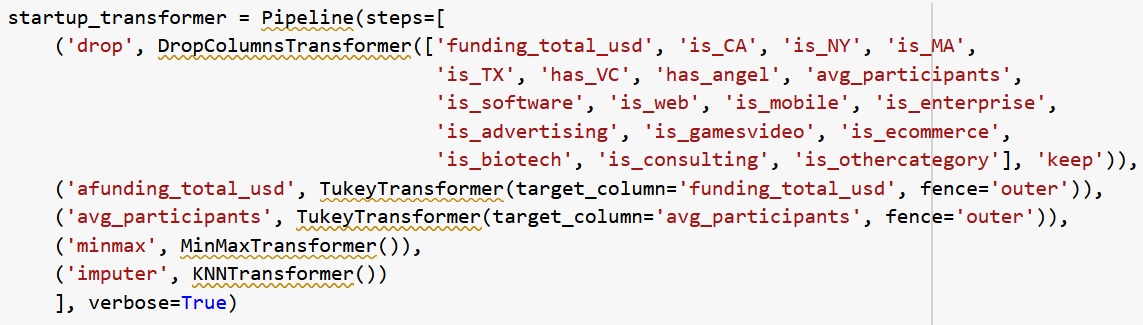 startup_transformer = Pipeline(steps=[
    ('drop', DropColumnsTransformer(['funding_total_usd', 'is_CA', 'is_NY', 'is_MA',
                                     'is_TX', 'has_VC', 'has_angel', 'avg_participants',
                                     'is_software', 'is_web', 'is_mobile', 'is_enterprise',
                                     'is_advertising', 'is_gamesvideo', 'is_ecommerce',
                                     'is_biotech', 'is_consulting', 'is_othercategory'], 'keep')),
    ('afunding_total_usd', TukeyTransformer(target_column='funding_total_usd', fence='outer')),
    ('avg_participants', TukeyTransformer(target_column='avg_participants', fence='outer')),
    ('minmax', MinMaxTransformer()),
    ('imputer', KNNTransformer())
    ], verbose=True)